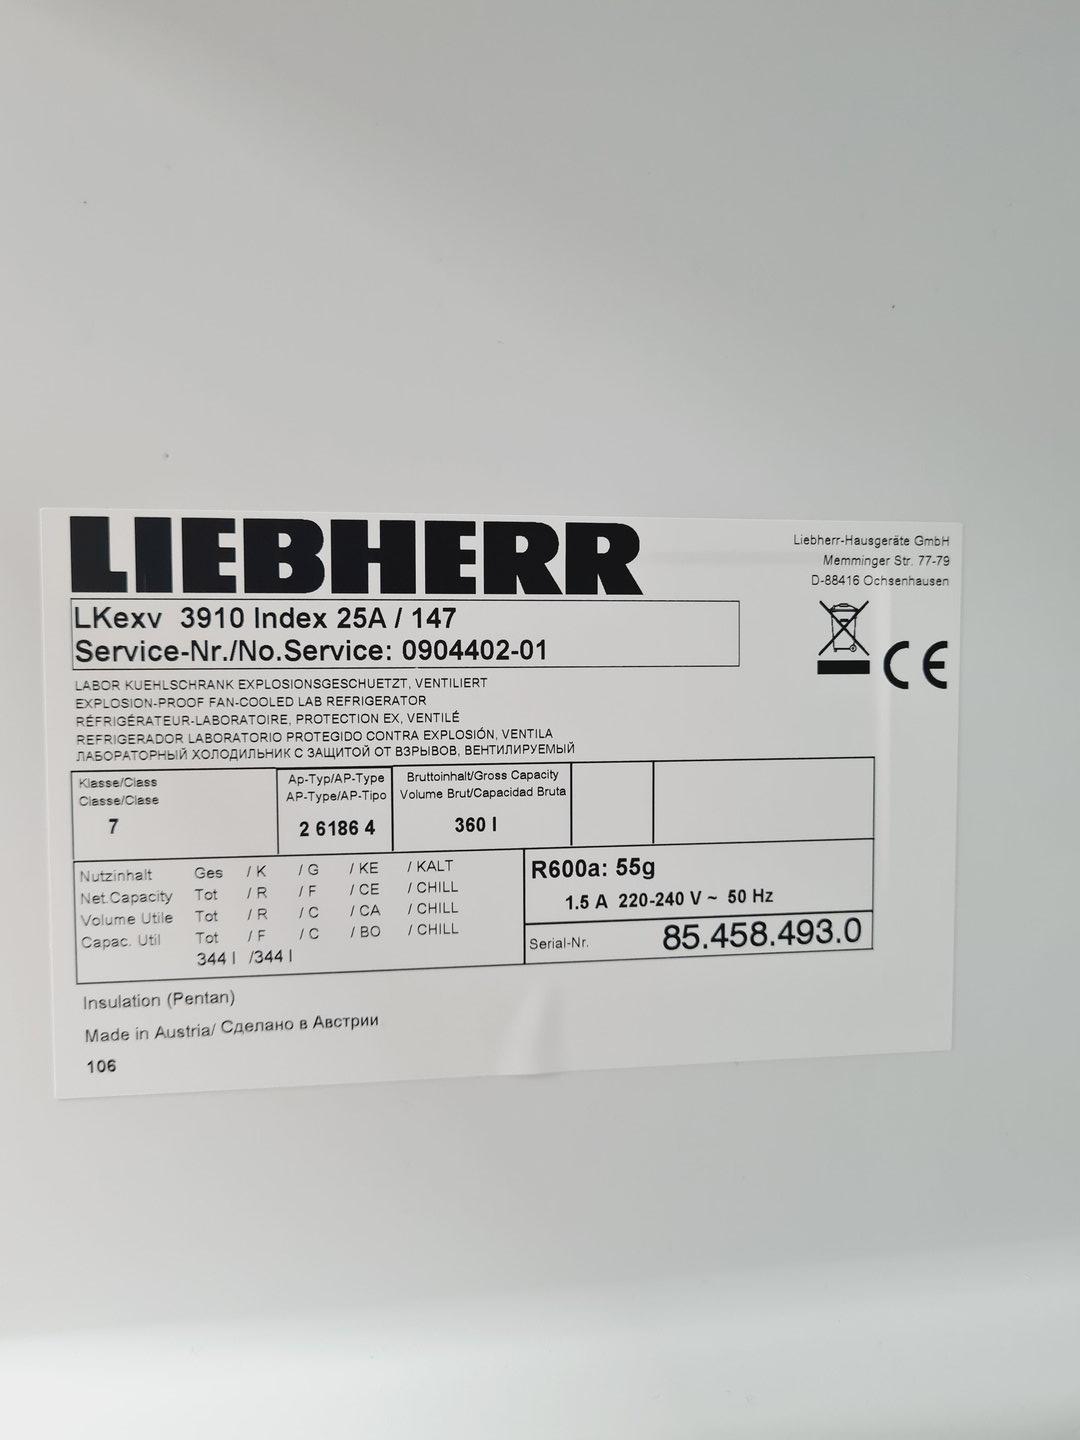 LIEBHERR
Liebherr-Hausgeräte GmbH
Memminger Str. 77-79
D-88416 Ochsenhausen
LKexv 3910 Index 25A / 147
Service-Nr./No.Service: 0904402-01
CE
LABOR KUEHLSCHRANK EXPLOSIONSGESCHUETZT, VENTILIERT
EXPLOSION-PROOF FAN-COOLED LAB REFRIGERATOR
RÉFRIGÉRATEUR-LABORATOIRE, PROTECTION EX, VENTILÉ
REFRIGERADOR LABORATORIO PROTEGIDO CONTRA EXPLOSIÓN, VENTILA
ЛАБОРАТОРНЫЙ ХОЛОДИЛЬНИК С ЗАЩИТОЙ ОТ ВЗРЫВОВ, ВЕНТИЛИРУЕМЫЙ
Klasse/Class
Classe/Clase
7
Ap-Typ/AP-Type
AP-Type/AP-Tipo
2 6186 4
Bruttoinhalt/Gross Capacity
Volume Brut/Capacidad Bruta
360 l
Nutzinhalt Ges / K / G / KE / KALT
Net.Capacity Tot / R / F / CE / CHILL
Volume Utile Tot / R / C / CA / CHILL
Capac. Util Tot / F / C / BO / CHILL
344 l /344 l
R600a: 55g
1.5 A 220-240 V ~ 50 Hz
Serial-Nr. 85.458.493.0
Insulation (Pentan)
Made in Austria/ Сделано в Австрии
106